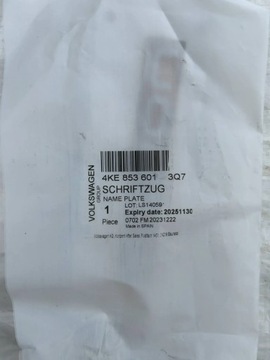 VOLKSWAGEN
GROUP
4KE 853 601 3Q7
SCHRIFTZUG
NAME PLATE
LOT: LS14059
1 Expiry date: 20251130
Piece 0702 FM 20231222
Made in SPAIN